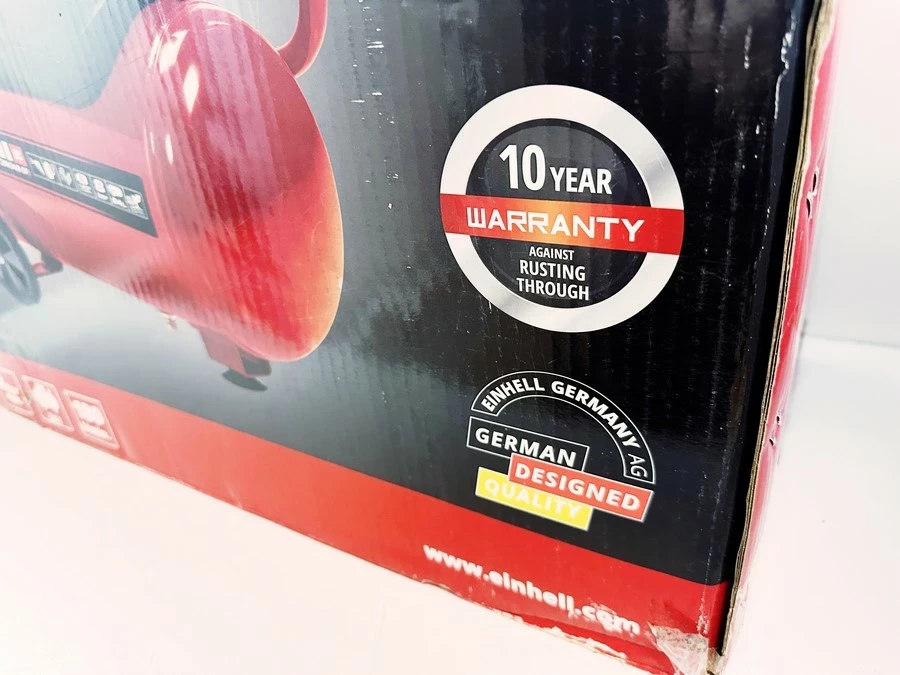 10 YEAR
WARRANTY
AGAINST
RUSTING
THROUGH
EINHELL GERMANY AG
GERMAN
DESIGNED
QUALITY
www.einhell.com